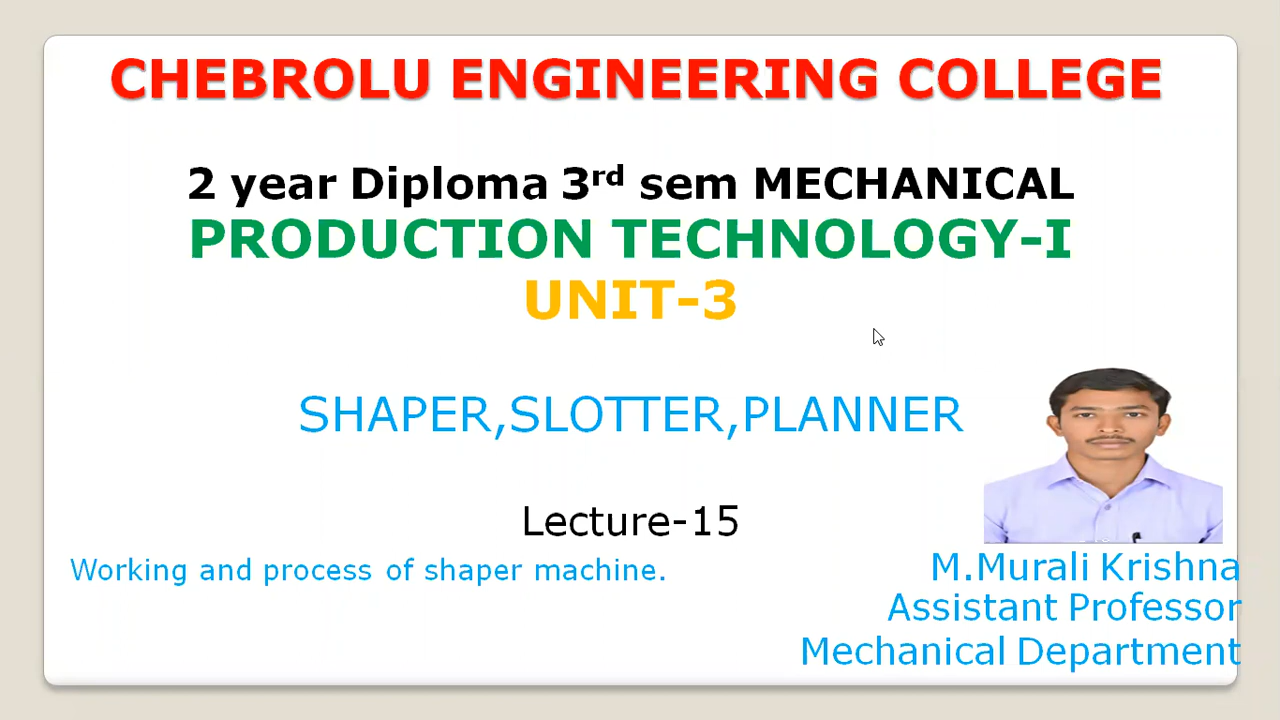 CHEBROLU ENGINEERING COLLEGE
2 year Diploma 3rd sem MECHANICAL
PRODUCTION TECHNOLOGY-I
UNIT-3
SHAPER,SLOTTER,PLANNER
Lecture-15
Working and process of shaper machine.
M.Murali Krishna
Assistant Professor
Mechanical Department